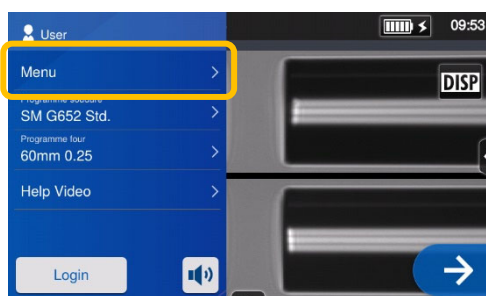 User
09:53
Menu
DISP
Programme soudure
SM G652 Std.
Programme four
60mm 0.25
Help Video
Login